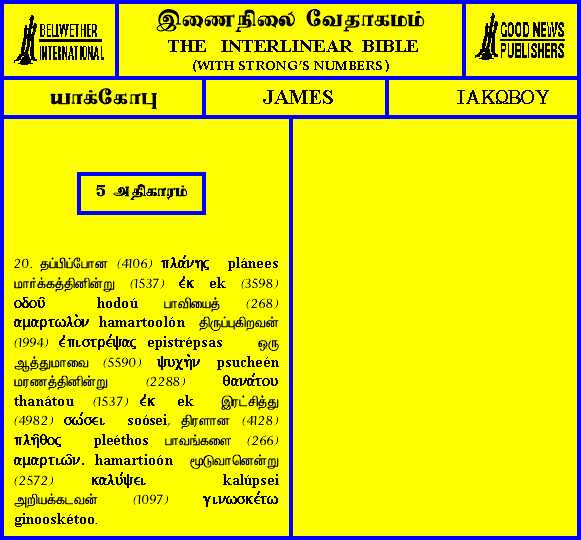 BELLWETHER
INTERNATIONAL
இணைநிலை வேதாகமம்
THE INTERLINEAR BIBLE
(WITH STRONG'S NUMBERS)
GOOD NEWS
PUBLISHERS
யாக்கோபு
JAMES
ΙΑΚΩΒΟΥ
5 அதிகாரம்
20. தப்பிப்போன (4106) πλάνης plánees
மார்க்கத்தினின்று (1537) ἐκ ek (3598)
οδοῦ hodoú பாவியைத் (268)
αμαρτωλὸν hamartoolón திருப்புகிறவன்
(1994) ἐπιστρέψας epistrépsas ஒரு
ஆத்துமாவை (5590) ψυχὴν psucheén
மரணத்தினின்று (2288) θανάτου
thanátou (1537) ἐκ ek இரட்சித்து
(4982) σώσει soósei, திரளான (4128)
πλῆθος pleéthos பாவங்களை (266)
αμαρτιῶν. hamartioón மூடுவானென்று
(2572) καλύψει kalúpsei
அறியக்கடவன் (1097) γινωσκέτω
ginooskétoo.